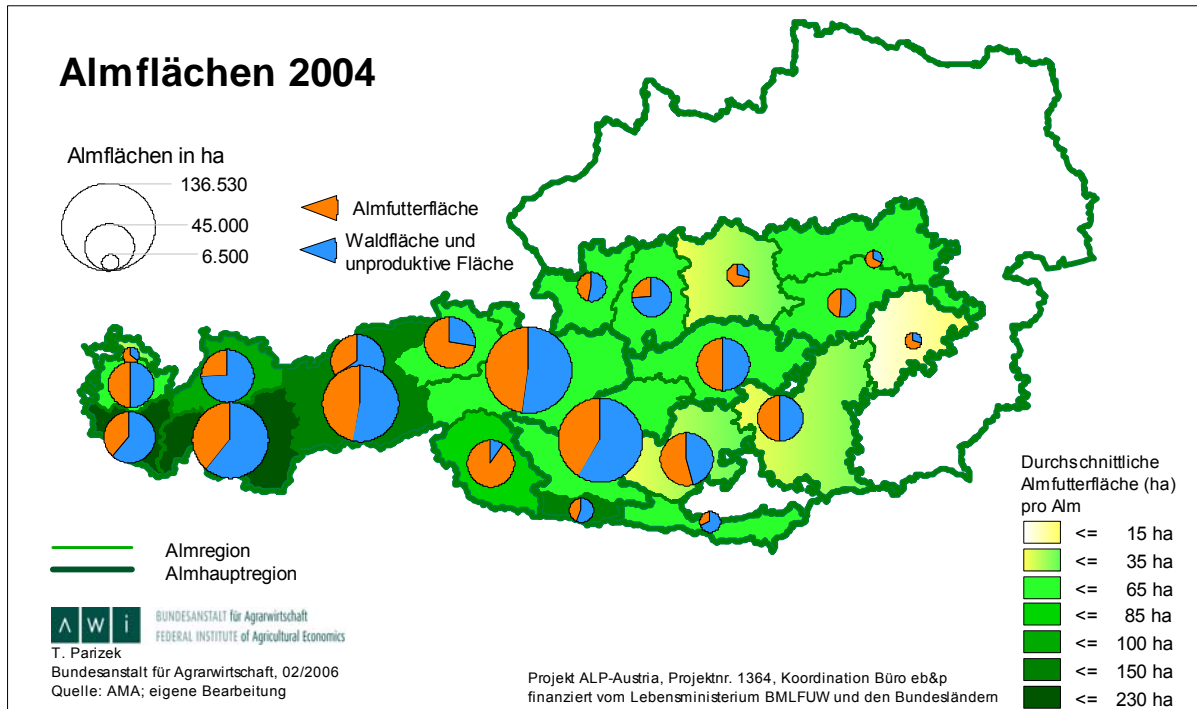 Almflächen 2004
Almflächen in ha
136.530
45.000
6.500
Almfutterfläche
Waldfläche und
unproduktive Fläche
Almregion
Almhauptregion
Durchschnittliche
Almfutterfläche (ha)
pro Alm
<= 15 ha
<= 35 ha
<= 65 ha
<= 85 ha
<= 100 ha
<= 150 ha
<= 230 ha
AWi
BUNDESANSTALT für Agrarwirtschaft
FEDERAL INSTITUTE of Agricultural Economics
T. Parizek
Bundesanstalt für Agrarwirtschaft, 02/2006
Quelle: AMA; eigene Bearbeitung
Projekt ALP-Austria, Projektnr. 1364, Koordination Büro eb&p
finanziert vom Lebensministerium BMLFUW und den Bundesländern